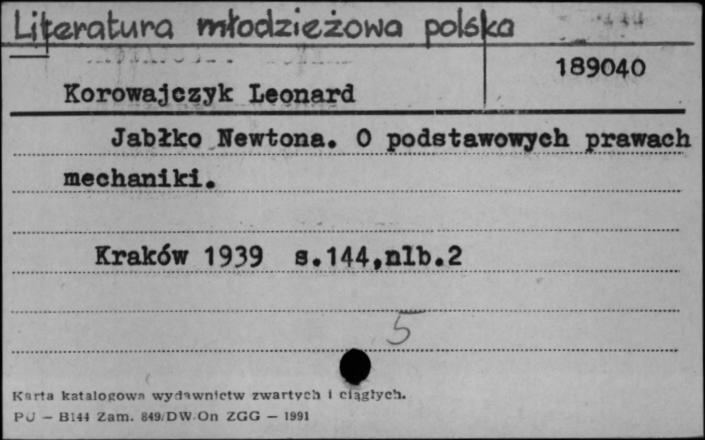 Literatura młodzieżowa polska
189040
Korowajczyk Leonard
Jabłko Newtona. O podstawowych prawach
mechaniki.
Kraków 1939 s.144,nlb.2
5
Karta katalogowa wydawnictw zwartych i ciągłych.
PU — B144 Zam. 849/DW/On ZGG — 1991